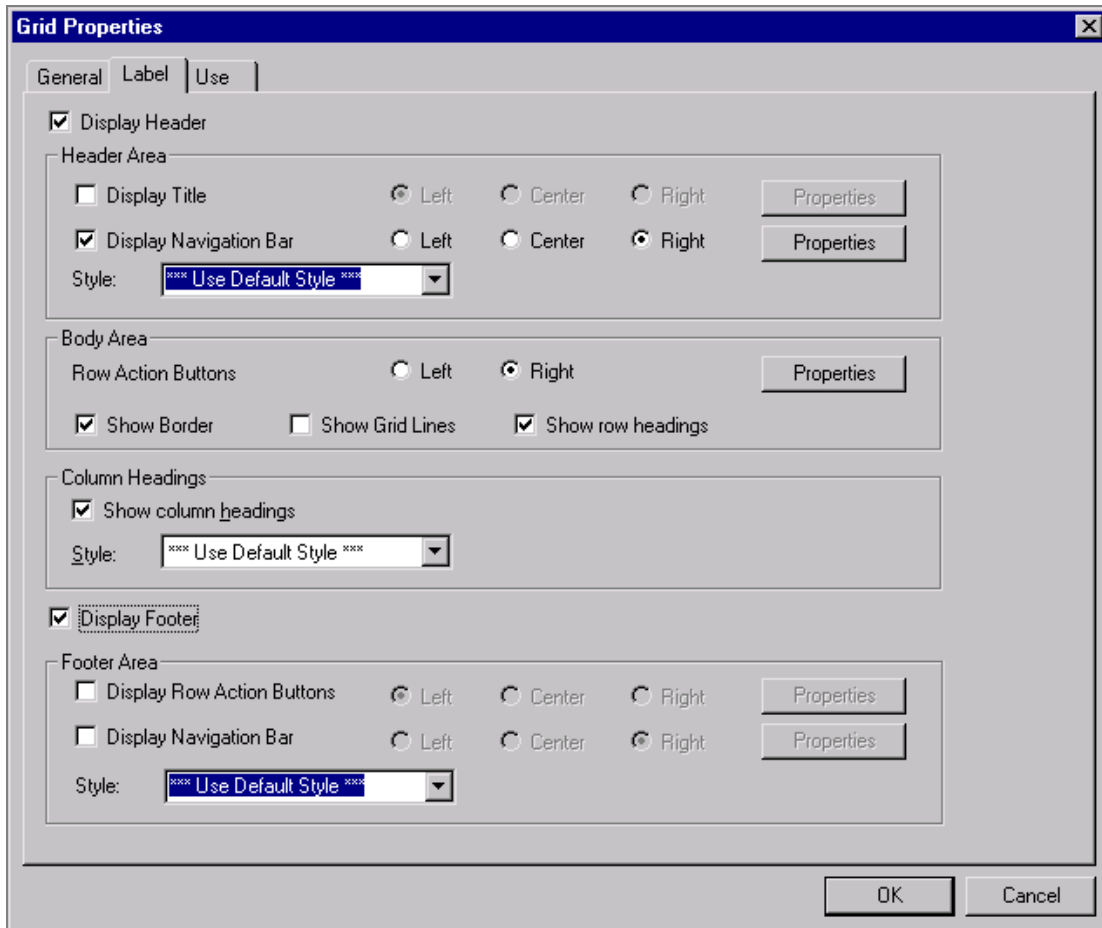 Grid Properties
General Label Use
Display Header
Header Area
Display Title Left Center Right Properties
Display Navigation Bar Left Center Right Properties
Style: *** Use Default Style ***
Body Area
Row Action Buttons Left Right Properties
Show Border Show Grid Lines Show row headings
Column Headings
Show column headings
Style: *** Use Default Style ***
Display Footer
Footer Area
Display Row Action Buttons Left Center Right Properties
Display Navigation Bar Left Center Right Properties
Style: *** Use Default Style ***
OK Cancel